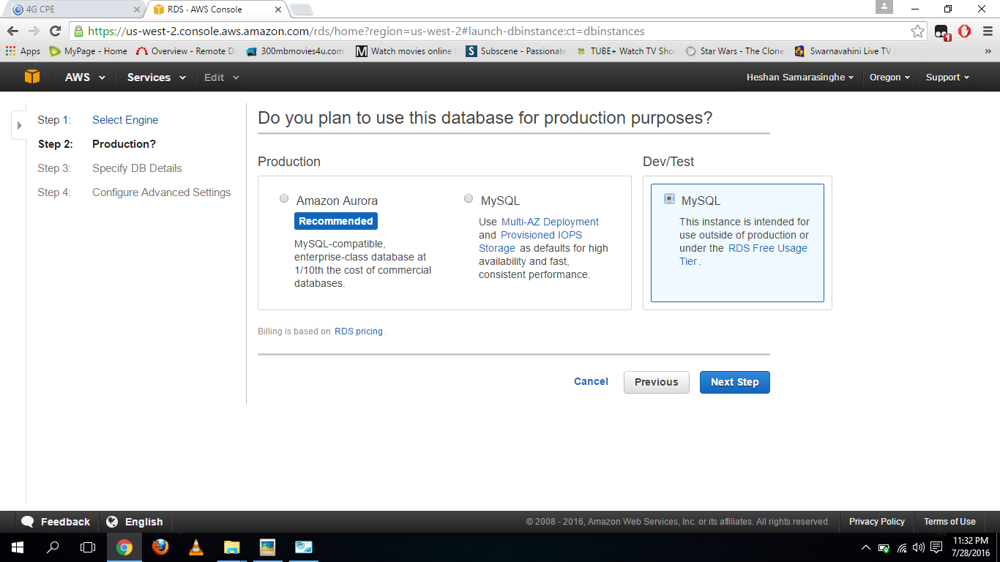 4G CPE
RDS · AWS Console
https://us-west-2.console.aws.amazon.com/rds/home?region=us-west-2#launch-dbinstance:ct=dbinstances
1
Apps
MyPage - Home
Overview - Remote D
300mbmovies4u.com
M
Watch movies online
S
Subscene - Passionate
TUBE+ Watch TV Sho
Star Wars - The Clone
Swarnavahini Live TV
»
AWS
Services
Edit
Heshan Samarasinghe
Oregon
Support
Step 1: Select Engine
Step 2: Production?
Step 3: Specify DB Details
Step 4: Configure Advanced Settings
Do you plan to use this database for production purposes?
Production
Amazon Aurora
Recommended
MySQL-compatible,
enterprise-class database at
1/10th the cost of commercial
databases.
MySQL
Use Multi-AZ Deployment
and Provisioned IOPS
Storage as defaults for high
availability and fast,
consistent performance.
Dev/Test
MySQL
This instance is intended for
use outside of production or
under the RDS Free Usage
Tier.
Billing is based on RDS pricing.
Cancel
Previous
Next Step
Feedback
English
© 2008 - 2016, Amazon Web Services, Inc. or its affiliates. All rights reserved.
Privacy Policy
Terms of Use
11:32 PM
7/28/2016